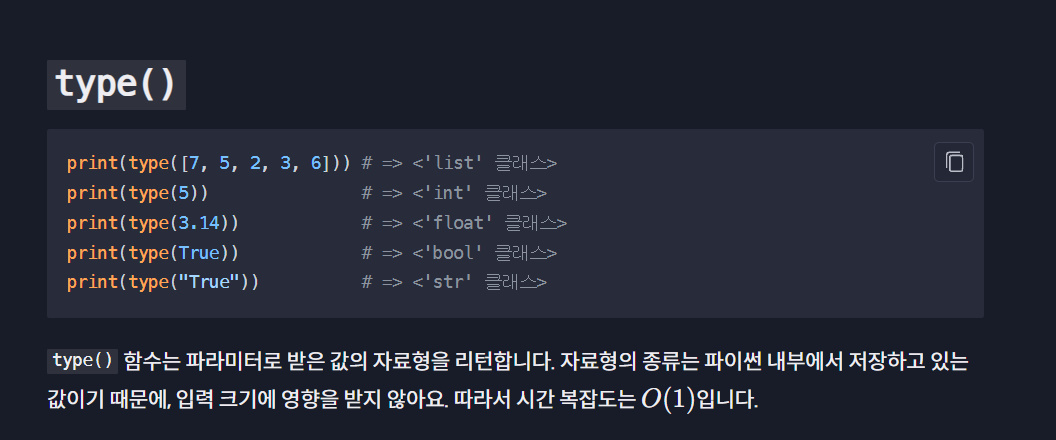 type()
print(type([7, 5, 2, 3, 6])) # => <'list' 클래스>
print(type(5))               # => <'int' 클래스>
print(type(3.14))            # => <'float' 클래스>
print(type(True))            # => <'bool' 클래스>
print(type("True"))          # => <'str' 클래스>
type() 함수는 파라미터로 받은 값의 자료형을 리턴합니다. 자료형의 종류는 파이썬 내부에서 저장하고 있는
값이기 때문에, 입력 크기에 영향을 받지 않아요. 따라서 시간 복잡도는 O(1)입니다.